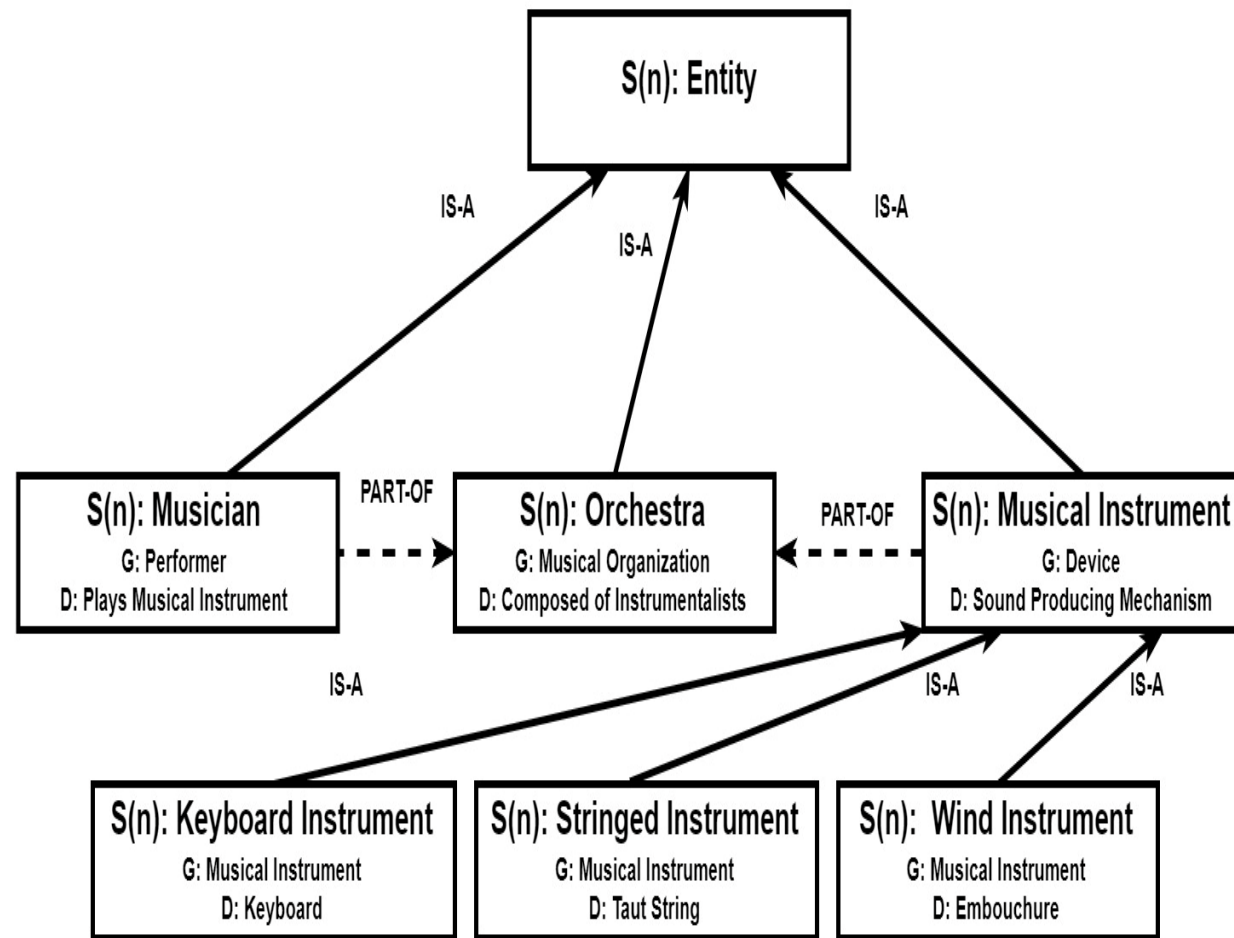 S(n): Entity
IS-A
IS-A
IS-A
S(n): Musician
G: Performer
D: Plays Musical Instrument
PART-OF
S(n): Orchestra
G: Musical Organization
D: Composed of Instrumentalists
PART-OF
S(n): Musical Instrument
G: Device
D: Sound Producing Mechanism
IS-A
IS-A
IS-A
S(n): Keyboard Instrument
G: Musical Instrument
D: Keyboard
S(n): Stringed Instrument
G: Musical Instrument
D: Taut String
S(n): Wind Instrument
G: Musical Instrument
D: Embouchure